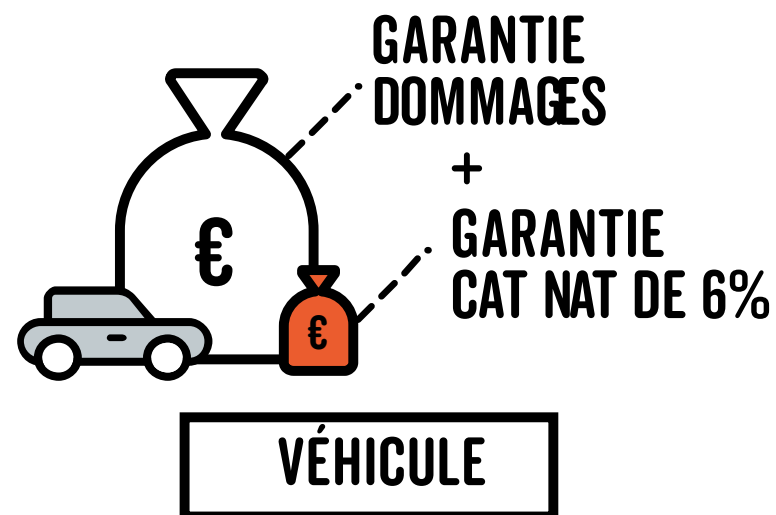 GARANTIE
DOMMAGES
+
GARANTIE
CAT NAT DE 6%
€
€
VÉHICULE